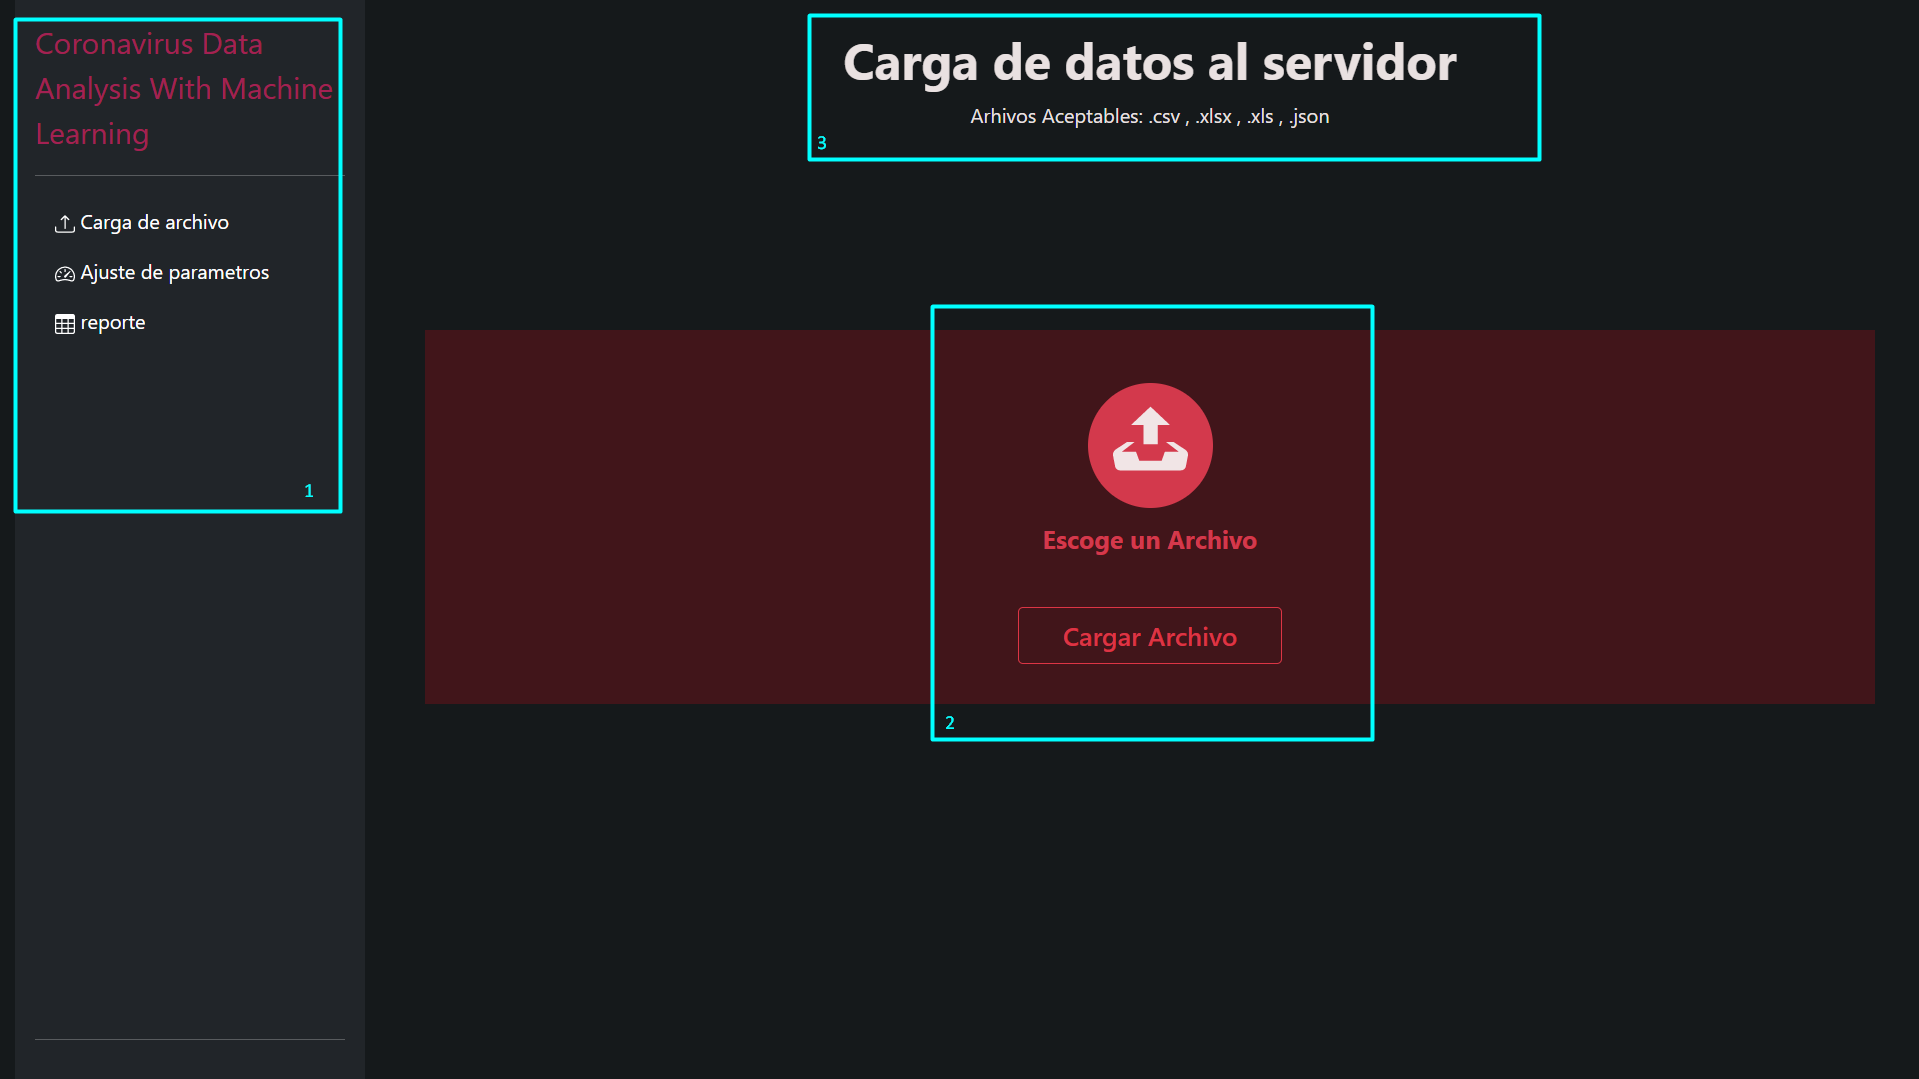 Coronavirus Data
Analysis With Machine
Learning
Carga de archivo
Ajuste de parametros
reporte
1
Carga de datos al servidor
Arhivos Aceptables: .csv , .xlsx , .xls , .json
3
Escoge un Archivo
Cargar Archivo
2